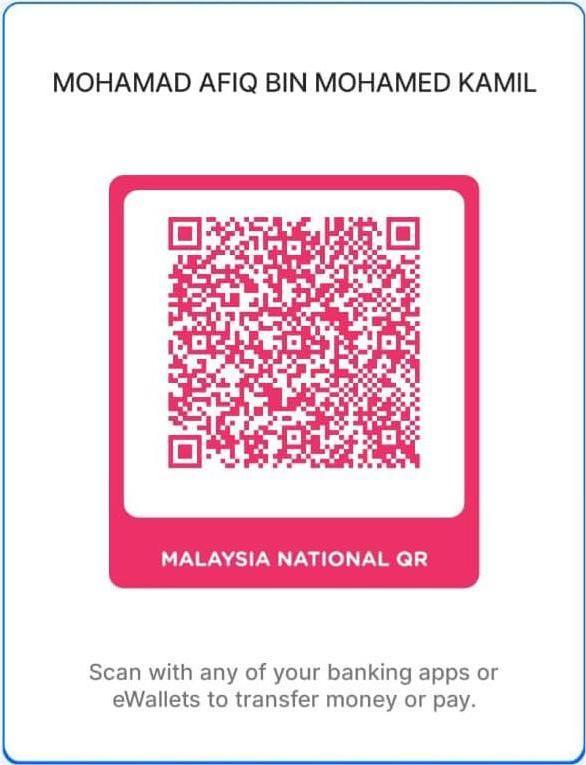 MOHAMAD AFIQ BIN MOHAMED KAMIL
MALAYSIA NATIONAL QR
Scan with any of your banking apps or
eWallets to transfer money or pay.